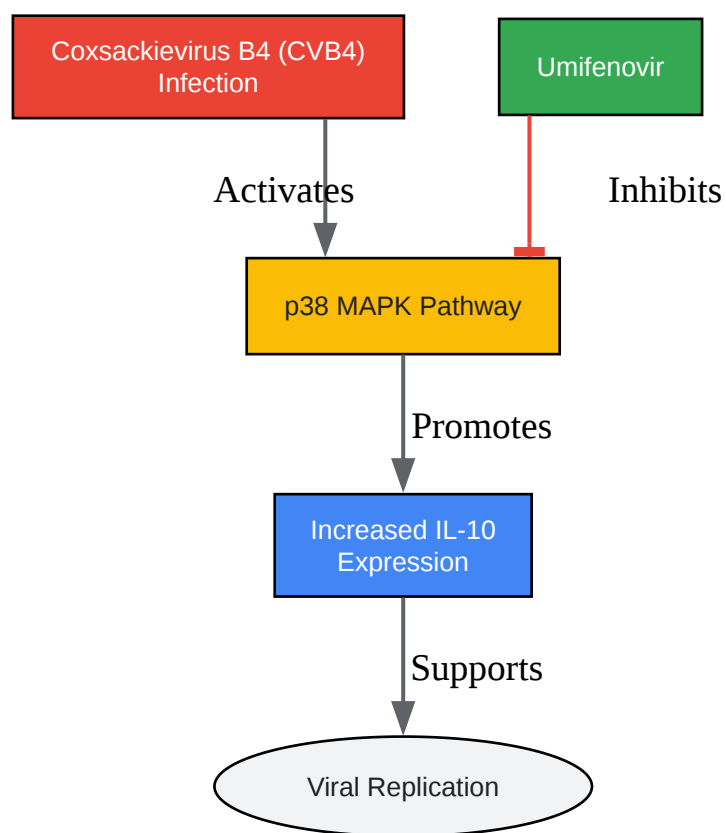 Coxsackievirus B4 (CVB4)
Infection
Umifenovir
Activates
Inhibits
p38 MAPK Pathway
Promotes
Increased IL-10
Expression
Supports
Viral Replication